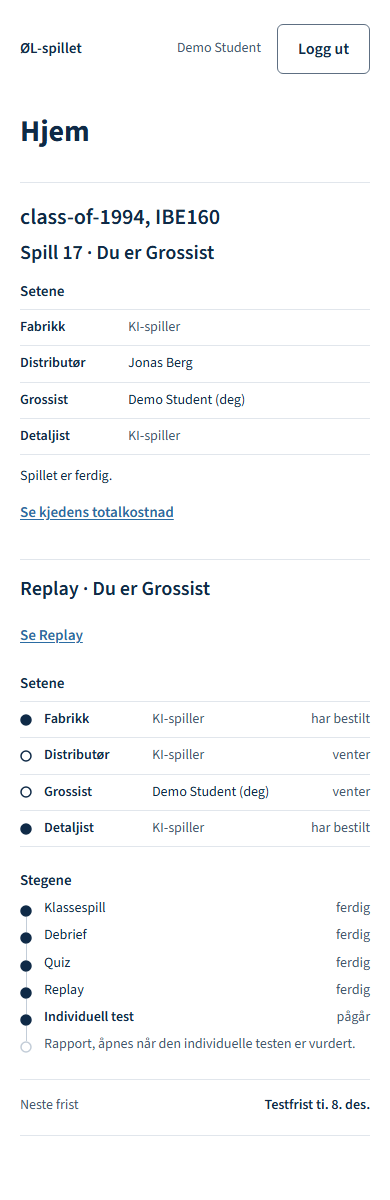 ØL-spillet Demo Student Logg ut
Hjem
class-of-1994, IBE160
Spill 17 · Du er Grossist
Setene
Fabrikk KI-spiller
Distributør Jonas Berg
Grossist Demo Student (deg)
Detaljist KI-spiller
Spillet er ferdig.
Se kjedens totalkostnad
Replay · Du er Grossist
Se Replay
Setene
Fabrikk KI-spiller har bestilt
Distributør KI-spiller venter
Grossist Demo Student (deg) venter
Detaljist KI-spiller har bestilt
Stegene
Klassespill ferdig
Debrief ferdig
Quiz ferdig
Replay ferdig
Individuell test pågår
Rapport, åpnes når den individuelle testen er vurdert.
Neste frist Testfrist ti. 8. des.